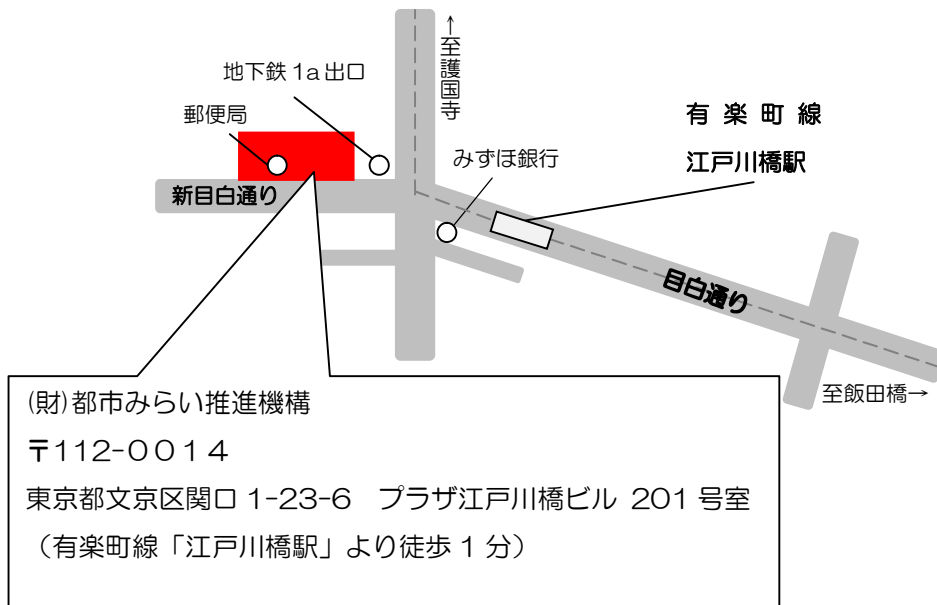 ↑至護国寺
地下鉄 1a 出口
郵便局
有 楽 町 線
みずほ銀行
江戸川橋駅
新目白通り
目白通り
至飯田橋→
(財)都市みらい推進機構
〒112-００１４
東京都文京区関口 1-23-6　プラザ江戸川橋ビル 201 号室
（有楽町線「江戸川橋駅」より徒歩 1 分）